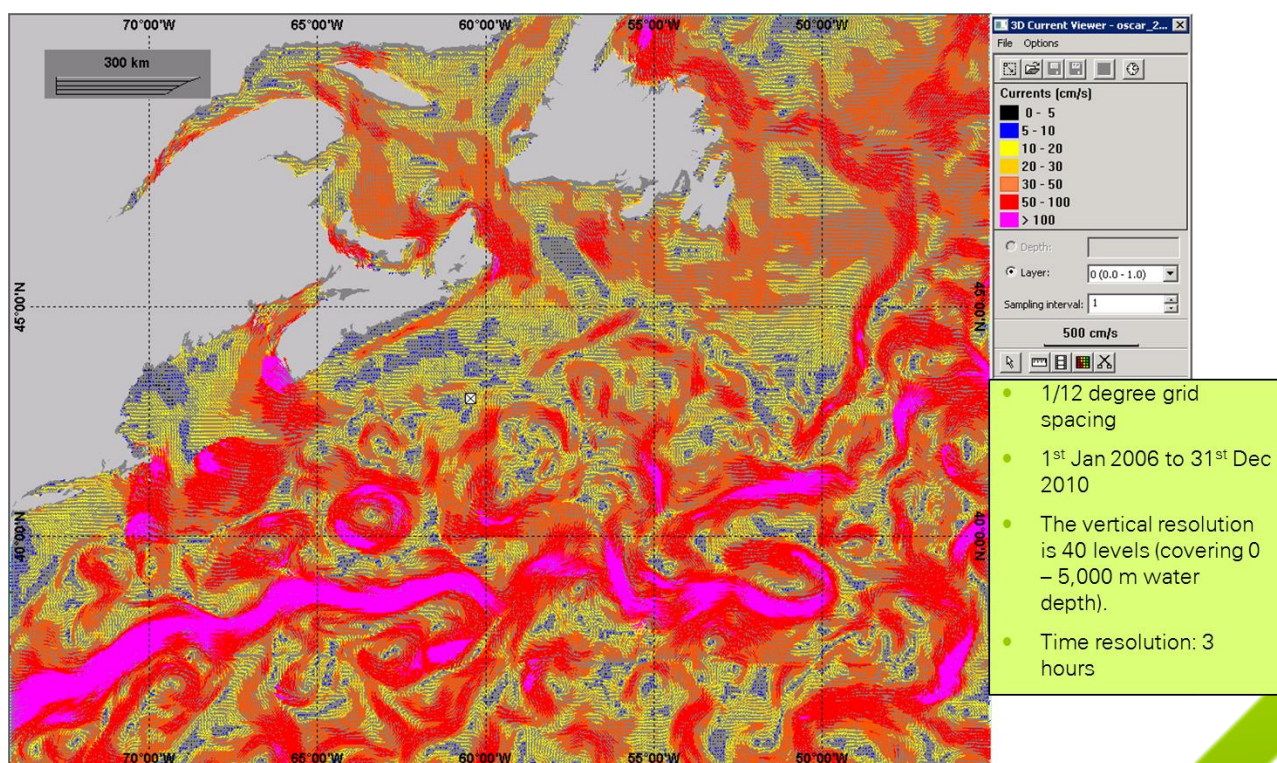 70°00'W 65°00'W 60°00'W 55°00'W 50°00'W
300 km
45°00'N
45°00'N
40°00'N
40°00'N
70°00'W 65°00'W 60°00'W 55°00'W 50°00'W
3D Current Viewer - oscar_2...
File Options
Currents (cm/s)
0 - 5
5 - 10
10 - 20
20 - 30
30 - 50
50 - 100
> 100
Depth:
Layer: 0 (0.0 - 1.0)
Sampling interval: 1
500 cm/s
• 1/12 degree grid
spacing
• 1st Jan 2006 to 31st Dec
2010
• The vertical resolution
is 40 levels (covering 0
– 5,000 m water
depth).
• Time resolution: 3
hours